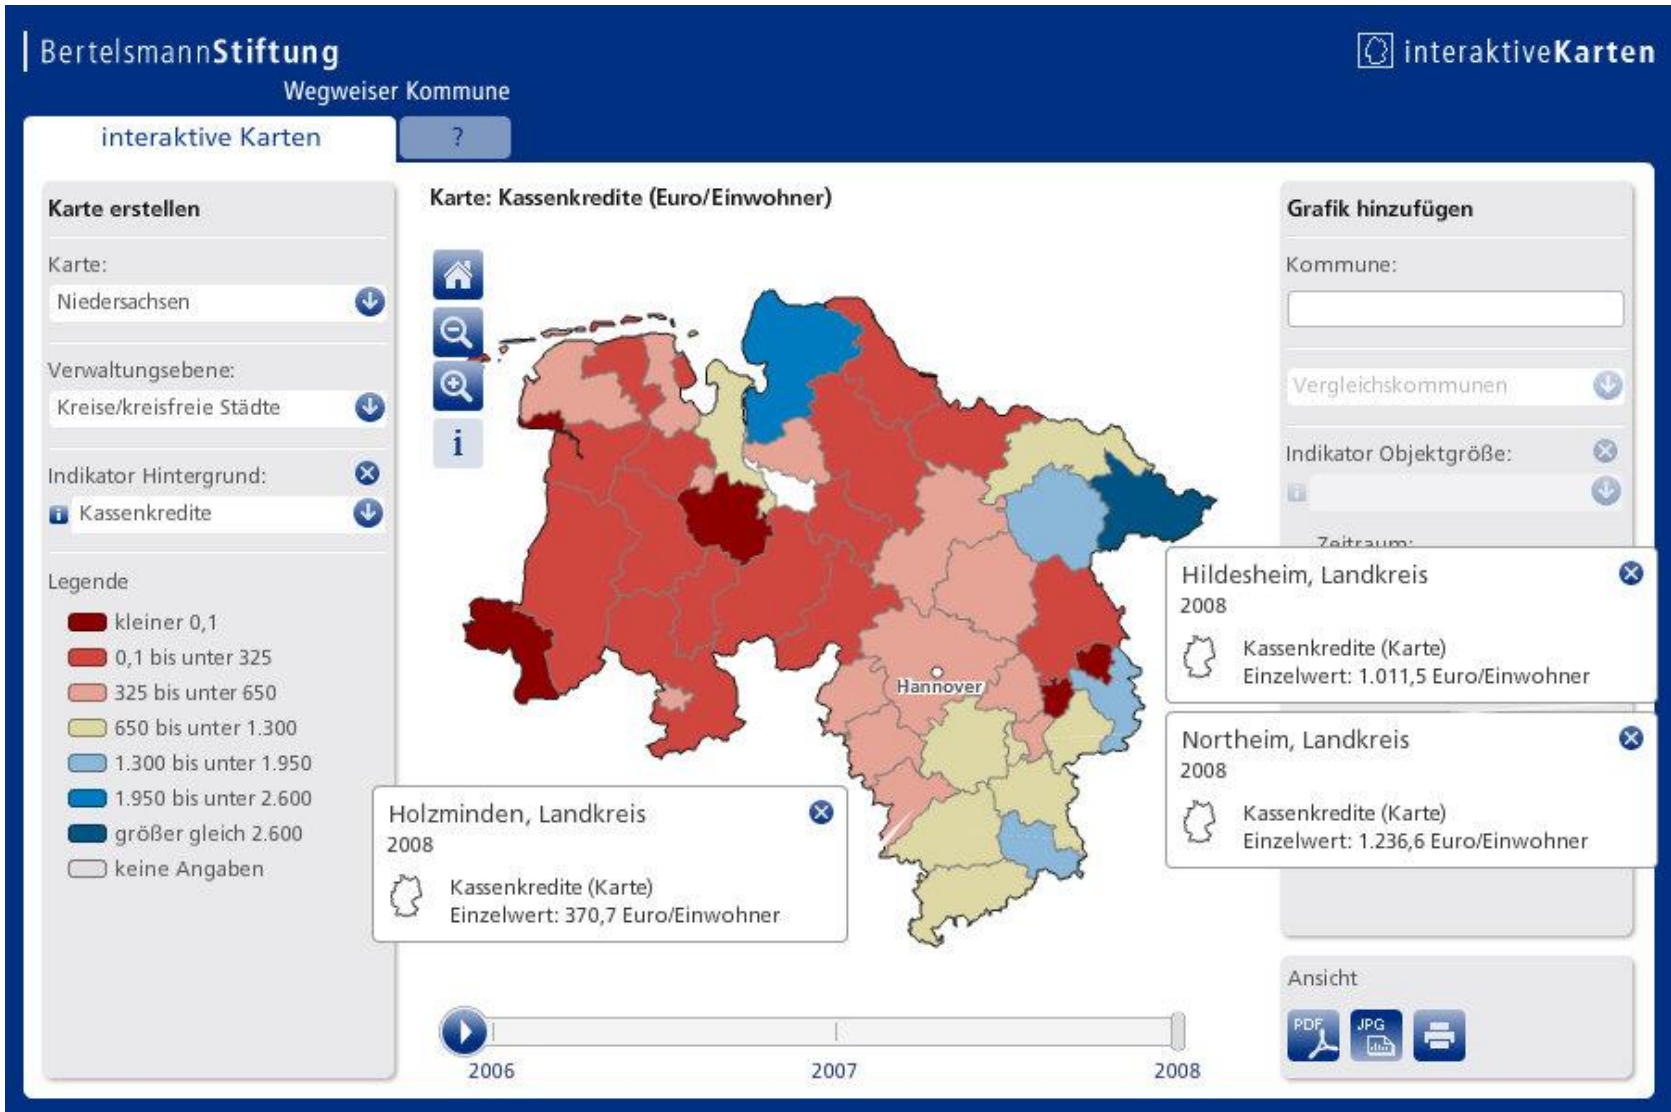 BertelsmannStiftung
Wegweiser Kommune
interaktiveKarten
interaktive Karten
?
Karte erstellen
Karte:
Niedersachsen
Verwaltungsebene:
Kreise/kreisfreie Städte
Indikator Hintergrund:
i Kassenkredite
Legende
kleiner 0,1
0,1 bis unter 325
325 bis unter 650
650 bis unter 1.300
1.300 bis unter 1.950
1.950 bis unter 2.600
größer gleich 2.600
keine Angaben
Karte: Kassenkredite (Euro/Einwohner)
i
Hannover
Holzminden, Landkreis
2008
Kassenkredite (Karte)
Einzelwert: 370,7 Euro/Einwohner
2006
2007
2008
Grafik hinzufügen
Kommune:
Vergleichskommunen
Indikator Objektgröße:
i
Zeitraum:
Hildesheim, Landkreis
2008
Kassenkredite (Karte)
Einzelwert: 1.011,5 Euro/Einwohner
Northeim, Landkreis
2008
Kassenkredite (Karte)
Einzelwert: 1.236,6 Euro/Einwohner
Ansicht
PDF
JPG